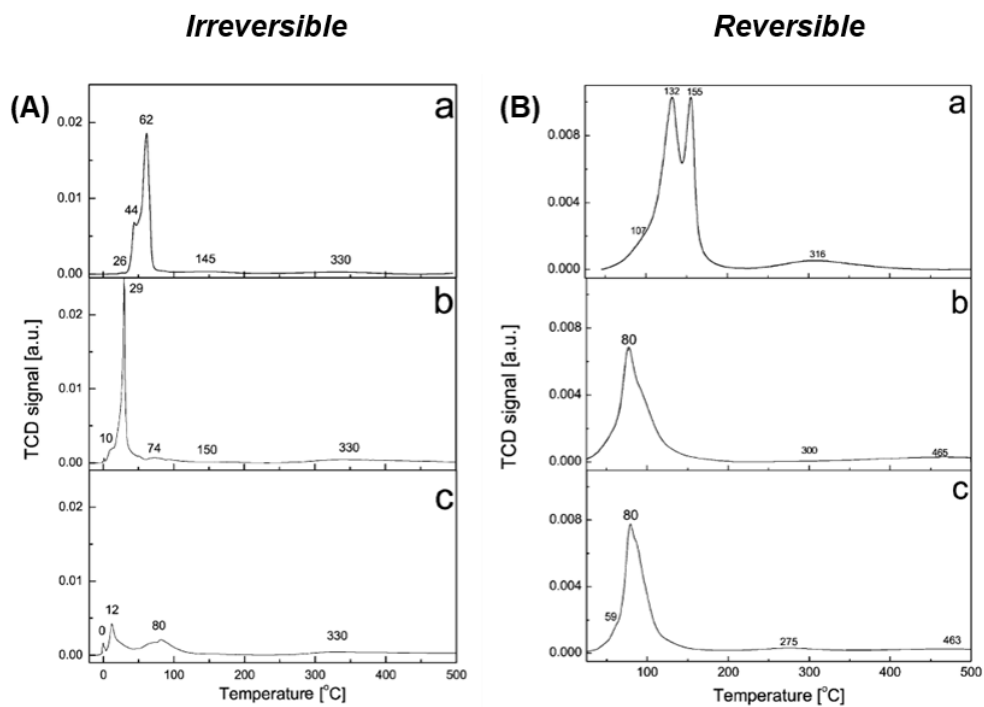 Irreversible
Reversible
(A)
a
TCD signal [a.u.]
0.02
0.01
0.00
26
44
62
145
330
b
0.02
0.01
0.00
10
29
74
150
330
c
0.02
0.01
0.00
0
12
80
330
0 100 200 300 400 500
Temperature [°C]
(B)
a
TCD signal [a.u.]
0.008
0.004
0.000
107
132
155
316
b
0.008
0.004
0.000
80
300
465
c
0.008
0.004
0.000
59
80
275
463
100 200 300 400 500
Temperature [°C]